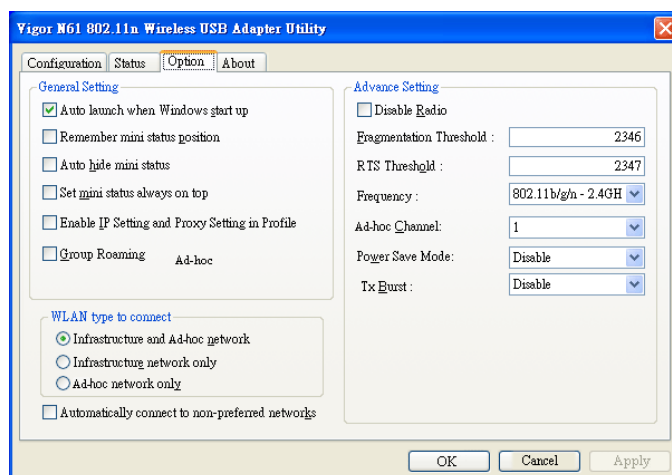 Vigor N61 802.11n Wireless USB Adapter Utility
Configuration Status Option About
General Setting
Auto launch when Windows start up
Remember mini status position
Auto hide mini status
Set mini status always on top
Enable IP Setting and Proxy Setting in Profile
Group Roaming Ad-hoc
WLAN type to connect
Infrastructure and Ad-hoc network
Infrastructure network only
Ad-hoc network only
Automatically connect to non-preferred networks
Advance Setting
Disable Radio
Fragmentation Threshold : 2346
RTS Threshold : 2347
Frequency : 802.11b/g/n - 2.4GH
Ad-hoc Channel: 1
Power Save Mode: Disable
Tx Burst : Disable
OK Cancel Apply